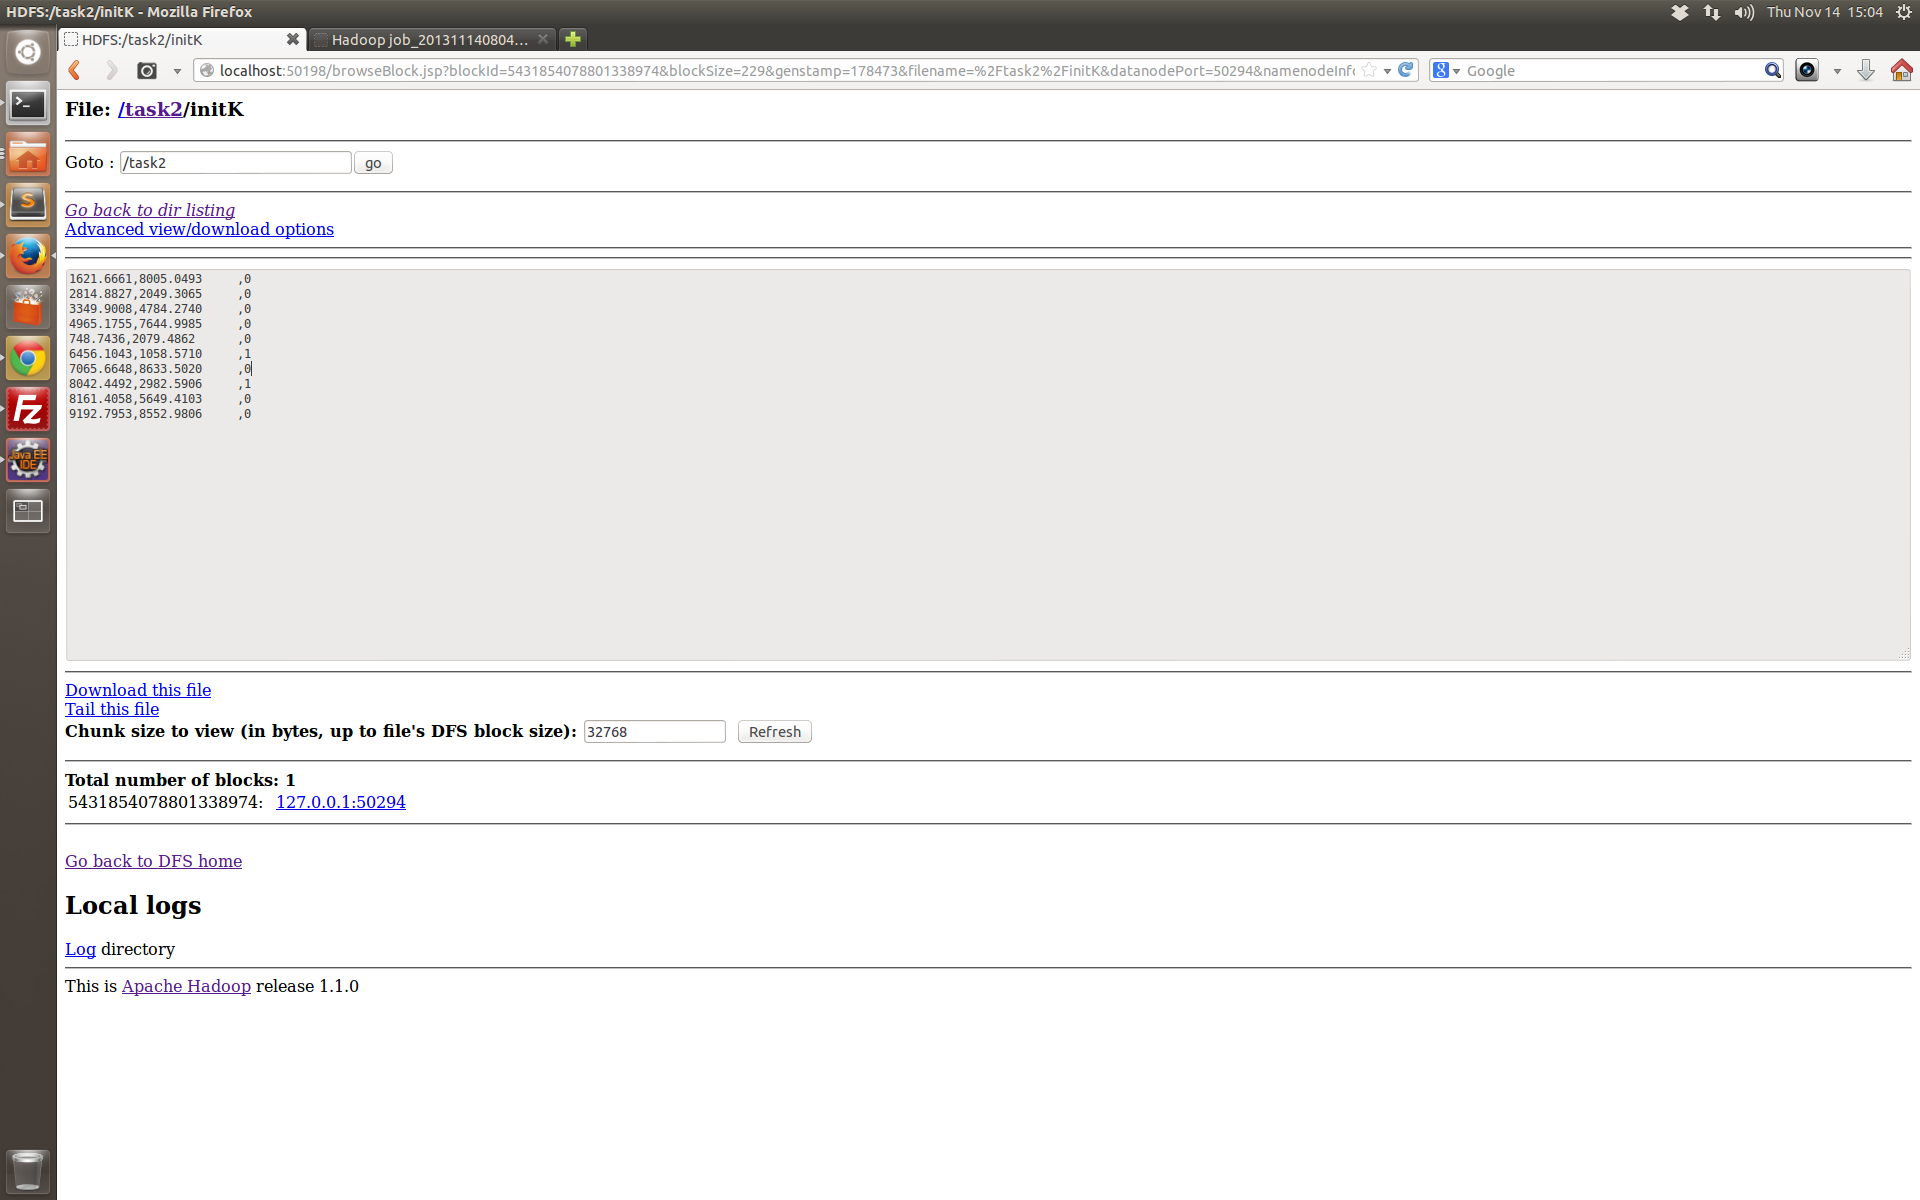 HDFS:/task2/initK - Mozilla Firefox
Thu Nov 14 15:04
HDFS:/task2/initK
Hadoop job_201311140804...
localhost:50198/browseBlock.jsp?blockId=5431854078801338974&blockSize=229&genstamp=178473&filename=%2Ftask2%2FinitK&datanodePort=50294&namenodeInfo
Google
File: /task2/initK
Goto : /task2 go
Go back to dir listing
Advanced view/download options
1621.6661,8005.0493 ,0
2814.8827,2049.3065 ,0
3349.9008,4784.2740 ,0
4965.1755,7644.9985 ,0
748.7436,2079.4862 ,0
6456.1043,1058.5710 ,1
7065.6648,8633.5020 ,0
8042.4492,2982.5906 ,1
8161.4058,5649.4103 ,0
9192.7953,8552.9806 ,0
Download this file
Tail this file
Chunk size to view (in bytes, up to file's DFS block size): 32768 Refresh
Total number of blocks: 1
5431854078801338974: 127.0.0.1:50294
Go back to DFS home
Local logs
Log directory
This is Apache Hadoop release 1.1.0
Fz
Java EE
IDE